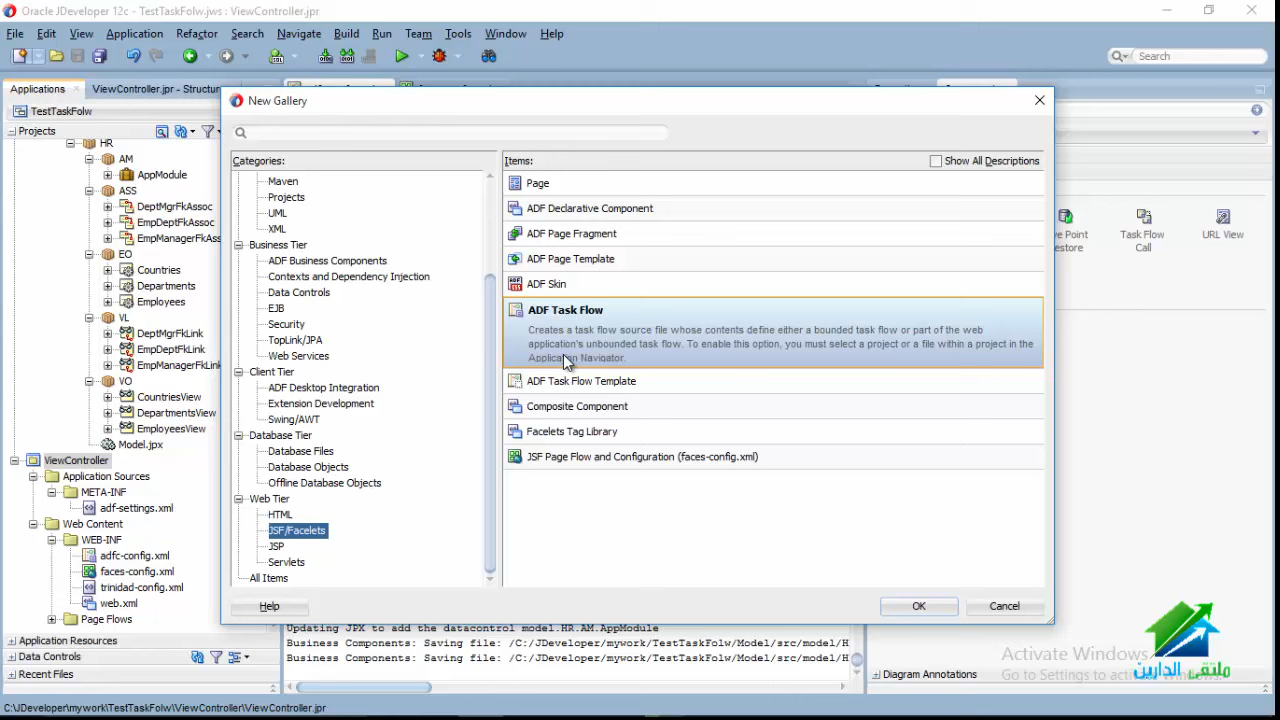 Oracle JDeveloper 12c - TestTaskFolw.jws : ViewController.jpr
File Edit View Application Refactor Search Navigate Build Run Team Tools Window Help
Search
Applications
ViewController.jpr - Structur
TestTaskFolw
Projects
HR
AM
AppModule
ASS
DeptMgrFkAssoc
EmpDeptFkAssoc
EmpManagerFkAss
EO
Countries
Departments
Employees
VL
DeptMgrFkLink
EmpDeptFkLink
EmpManagerFkLink
VO
CountriesView
DepartmentsView
EmployeesView
Model.jpx
ViewController
Application Sources
META-INF
adf-settings.xml
Web Content
WEB-INF
adfc-config.xml
faces-config.xml
trinidad-config.xml
web.xml
Page Flows
Application Resources
Data Controls
Recent Files
New Gallery
Categories:
Maven
Projects
UML
XML
Business Tier
ADF Business Components
Contexts and Dependency Injection
Data Controls
EJB
Security
TopLink/JPA
Web Services
Client Tier
ADF Desktop Integration
Extension Development
Swing/AWT
Database Tier
Database Files
Database Objects
Offline Database Objects
Web Tier
HTML
JSF/Facelets
JSP
Servlets
All Items
Items:
Show All Descriptions
Page
ADF Declarative Component
ADF Page Fragment
ADF Page Template
ADF Skin
ADF Task Flow
Creates a task flow source file whose contents define either a bounded task flow or part of the web
application's unbounded task flow. To enable this option, you must select a project or a file within a project in the
Application Navigator.
ADF Task Flow Template
Composite Component
Facelets Tag Library
JSF Page Flow and Configuration (faces-config.xml)
Help
OK
Cancel
ve Point
estore
Task Flow
Call
URL View
Updating JPX to add the datacontrol model.HR.AM.AppModule
Business Components: Saving file: /C:/JDeveloper/mywork/TestTaskFolw/Model/src/model/H
Business Components: Saving file: /C:/JDeveloper/mywork/TestTaskFolw/Model/src/model/H
Diagram Annotations
Activate Windows
Go to Settings to activate Windows.
ملتقى الدارين
C:\JDeveloper\mywork\TestTaskFolw\ViewController\ViewController.jpr